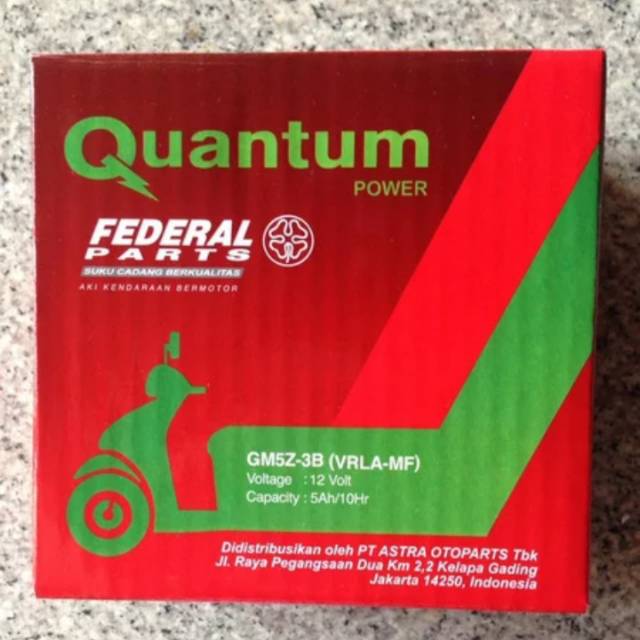 Quantum
POWER
FEDERAL
PARTS
SUKU CADANG BERKUALITAS
AKI KENDARAAN BERMOTOR
GM5Z-3B (VRLA-MF)
Voltage : 12 Volt
Capacity : 5Ah/10Hr
Didistribusikan oleh PT ASTRA OTOPARTS Tbk
Jl. Raya Pegangsaan Dua Km 2,2 Kelapa Gading
Jakarta 14250, Indonesia